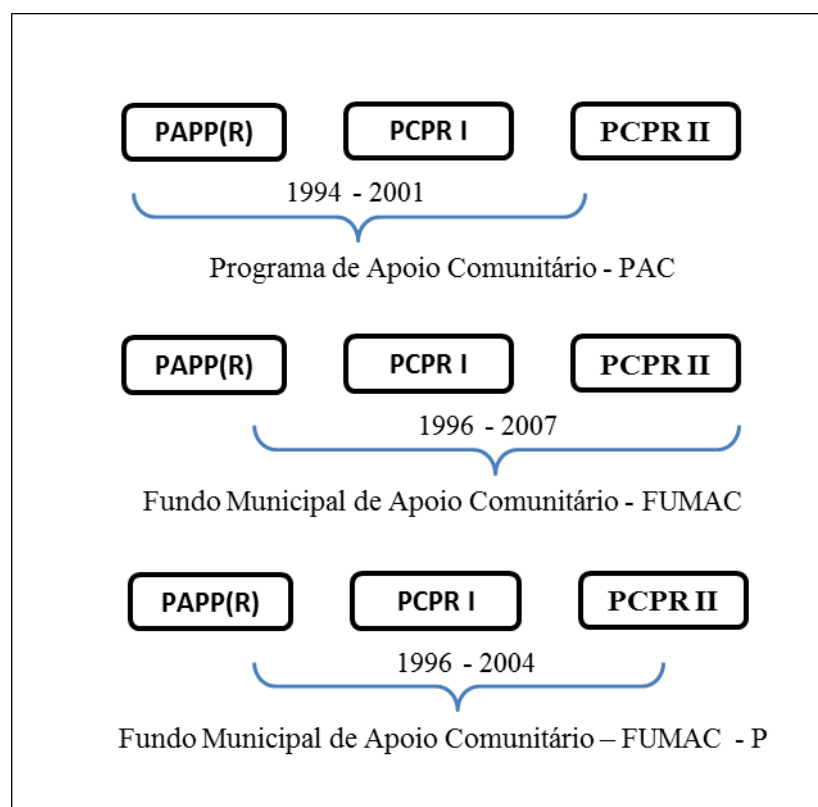 PAPP(R) PCPR I PCPR II
1994 - 2001
Programa de Apoio Comunitário - PAC
PAPP(R) PCPR I PCPR II
1996 - 2007
Fundo Municipal de Apoio Comunitário - FUMAC
PAPP(R) PCPR I PCPR II
1996 - 2004
Fundo Municipal de Apoio Comunitário – FUMAC - P